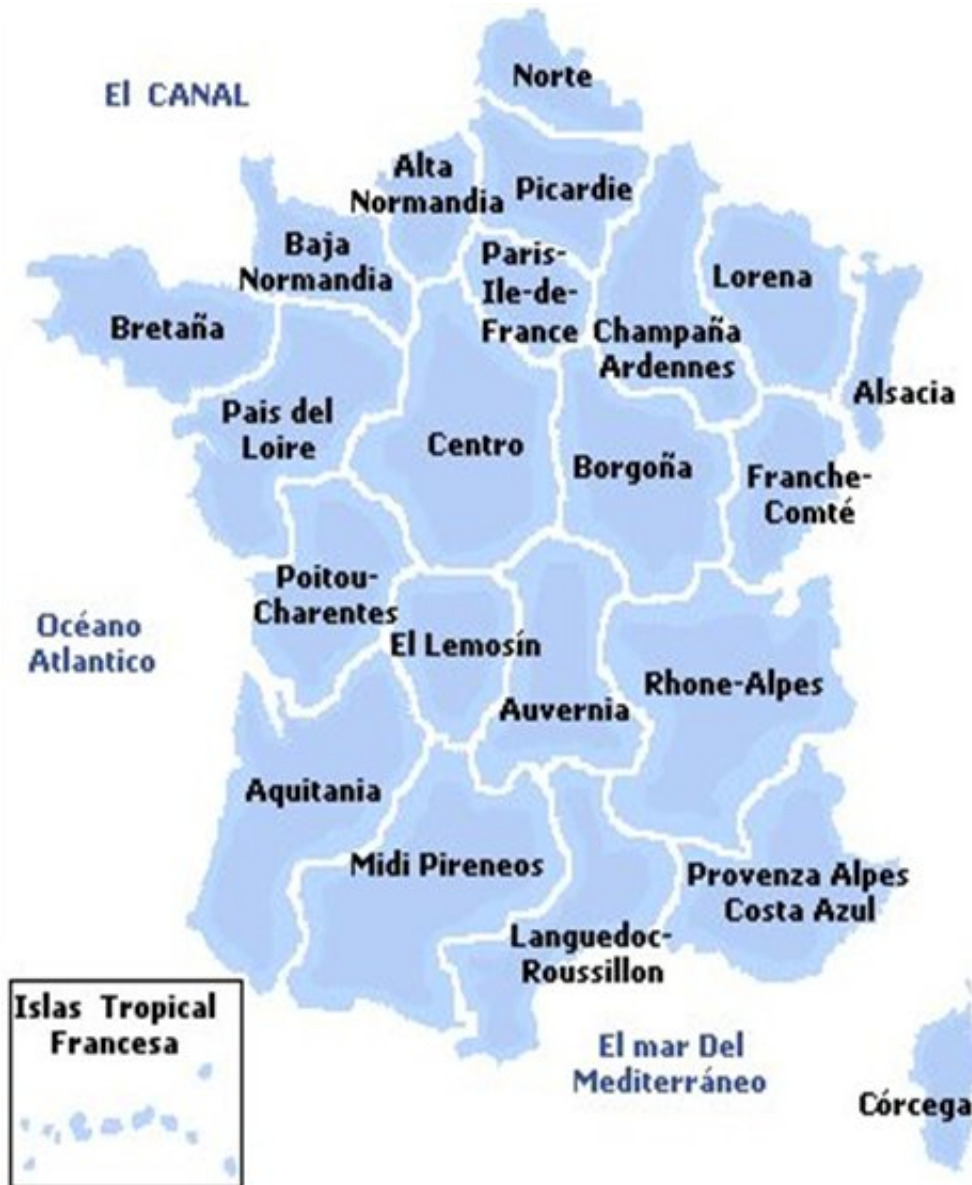 Norte
El CANAL
Alta
Normandia
Picardie
Baja
Normandia
Paris-
Ile-de-
France
Lorena
Bretaña
Champaña
Ardennes
Alsacia
Pais del
Loire
Centro
Borgoña
Franche-
Comté
Poitou-
Charentes
Océano
Atlantico
El Lemosín
Rhone-Alpes
Auvernia
Aquitania
Midi Pireneos
Provenza Alpes
Costa Azul
Languedoc-
Roussillon
Islas Tropical
Francesa
El mar Del
Mediterráneo
Córcega